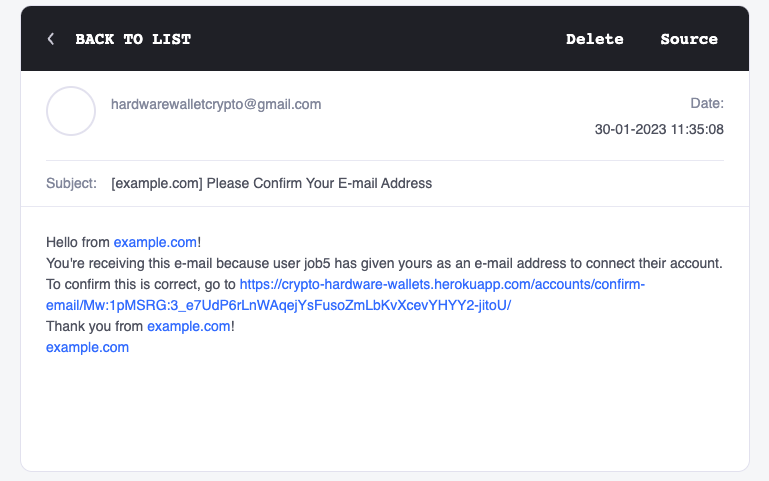 BACK TO LIST
Delete
Source
hardwarewalletcrypto@gmail.com
Date:
30-01-2023 11:35:08
Subject: [example.com] Please Confirm Your E-mail Address
Hello from example.com!
You're receiving this e-mail because user job5 has given yours as an e-mail address to connect their account.
To confirm this is correct, go to https://crypto-hardware-wallets.herokuapp.com/accounts/confirm-
email/Mw:1pMSRG:3_e7UdP6rLnWAqejYsFusoZmLbKvXcevYHYY2-jitoU/
Thank you from example.com!
example.com